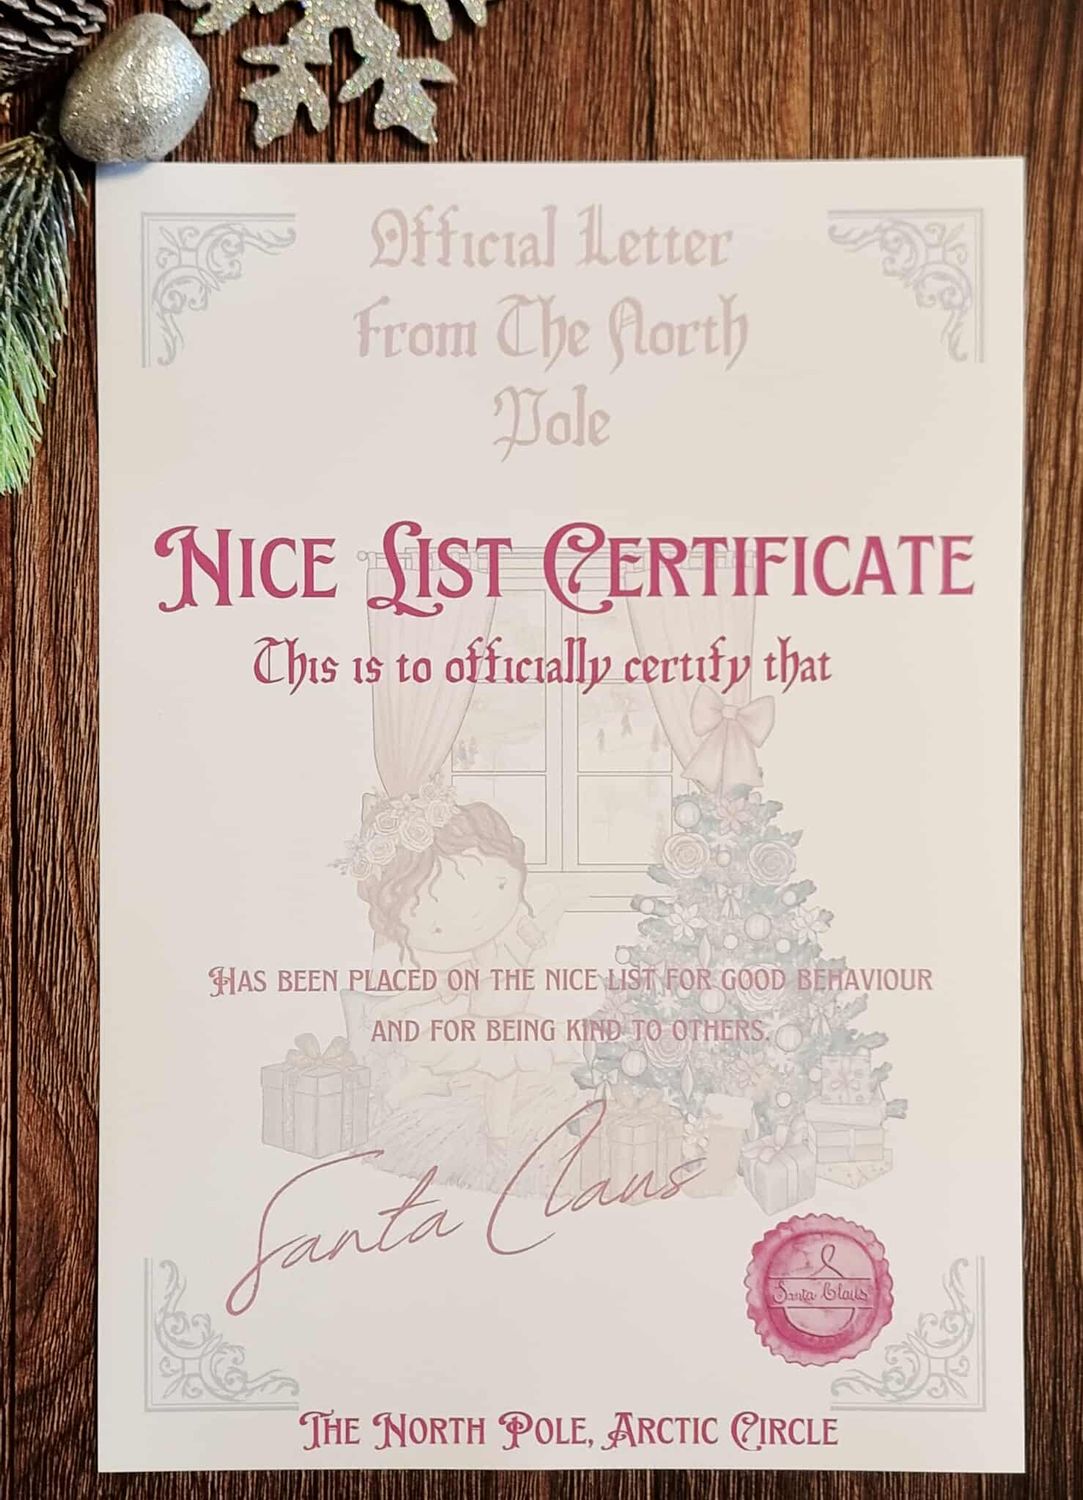 Official Letter
From The North
Pole
Nice List Certificate
This is to officially certify that
Has been placed on the nice list for good behaviour
and for being kind to others.
Santa Claus
Santa Claus
The North Pole, Arctic Circle